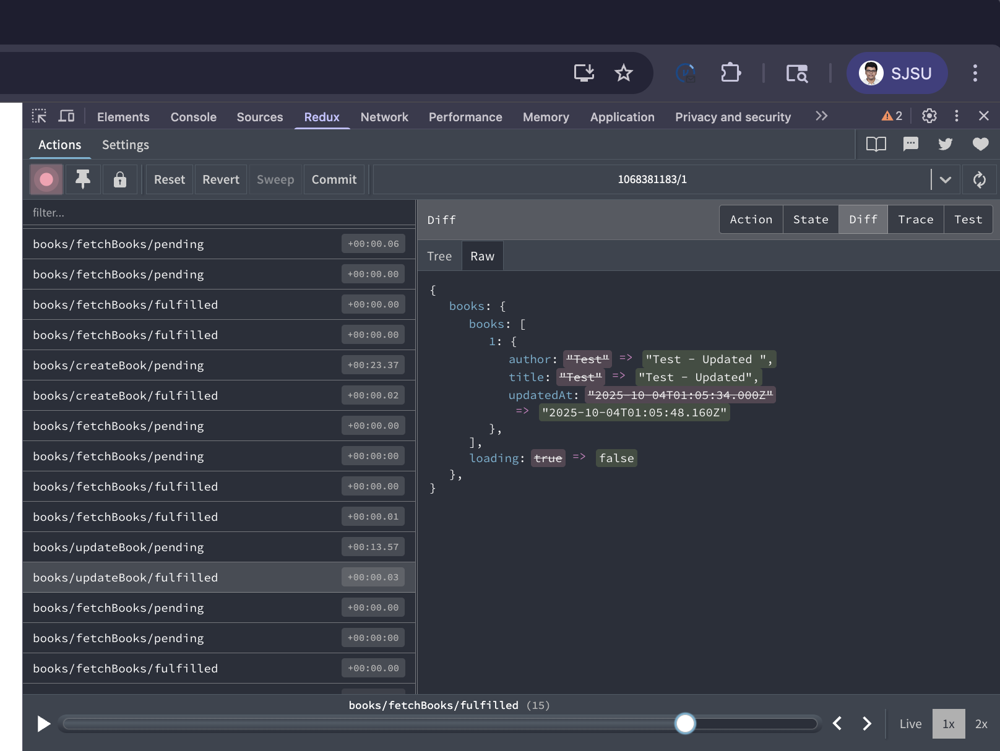 SJSU
Elements Console Sources Redux Network Performance Memory Application Privacy and security 2
Actions Settings
Reset Revert Sweep Commit 1068381183/1
filter...
books/fetchBooks/pending +00:00.06
books/fetchBooks/pending +00:00.00
books/fetchBooks/fulfilled +00:00.00
books/fetchBooks/fulfilled +00:00.00
books/createBook/pending +00:23.37
books/createBook/fulfilled +00:00.02
books/fetchBooks/pending +00:00.00
books/fetchBooks/pending +00:00:00
books/fetchBooks/fulfilled +00:00.00
books/fetchBooks/fulfilled +00:00.01
books/updateBook/pending +00:13.57
books/updateBook/fulfilled +00:00.03
books/fetchBooks/pending +00:00.00
books/fetchBooks/pending +00:00:00
books/fetchBooks/fulfilled +00:00.00
Diff Action State Diff Trace Test
Tree Raw
{
books: {
books: [
1: {
author: "Test" => "Test - Updated ",
title: "Test" => "Test - Updated",
updatedAt: "2025-10-04T01:05:34.000Z"
=> "2025-10-04T01:05:48.160Z"
},
],
loading: true => false
},
}
books/fetchBooks/fulfilled (15)
Live 1x 2x